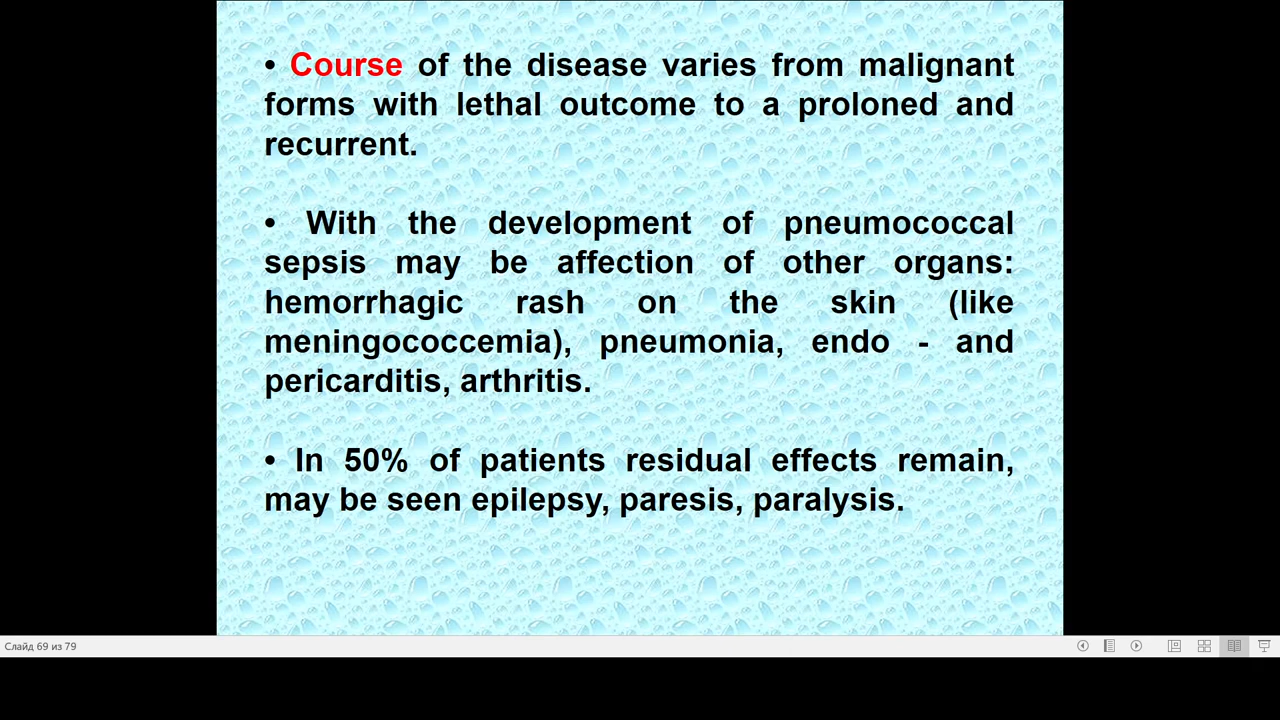 • Course of the disease varies from malignant
forms with lethal outcome to a proloned and
recurrent.
• With the development of pneumococcal
sepsis may be affection of other organs:
hemorrhagic rash on the skin (like
meningococcemia), pneumonia, endo - and
pericarditis, arthritis.
• In 50% of patients residual effects remain,
may be seen epilepsy, paresis, paralysis.
Слайд 69 из 79